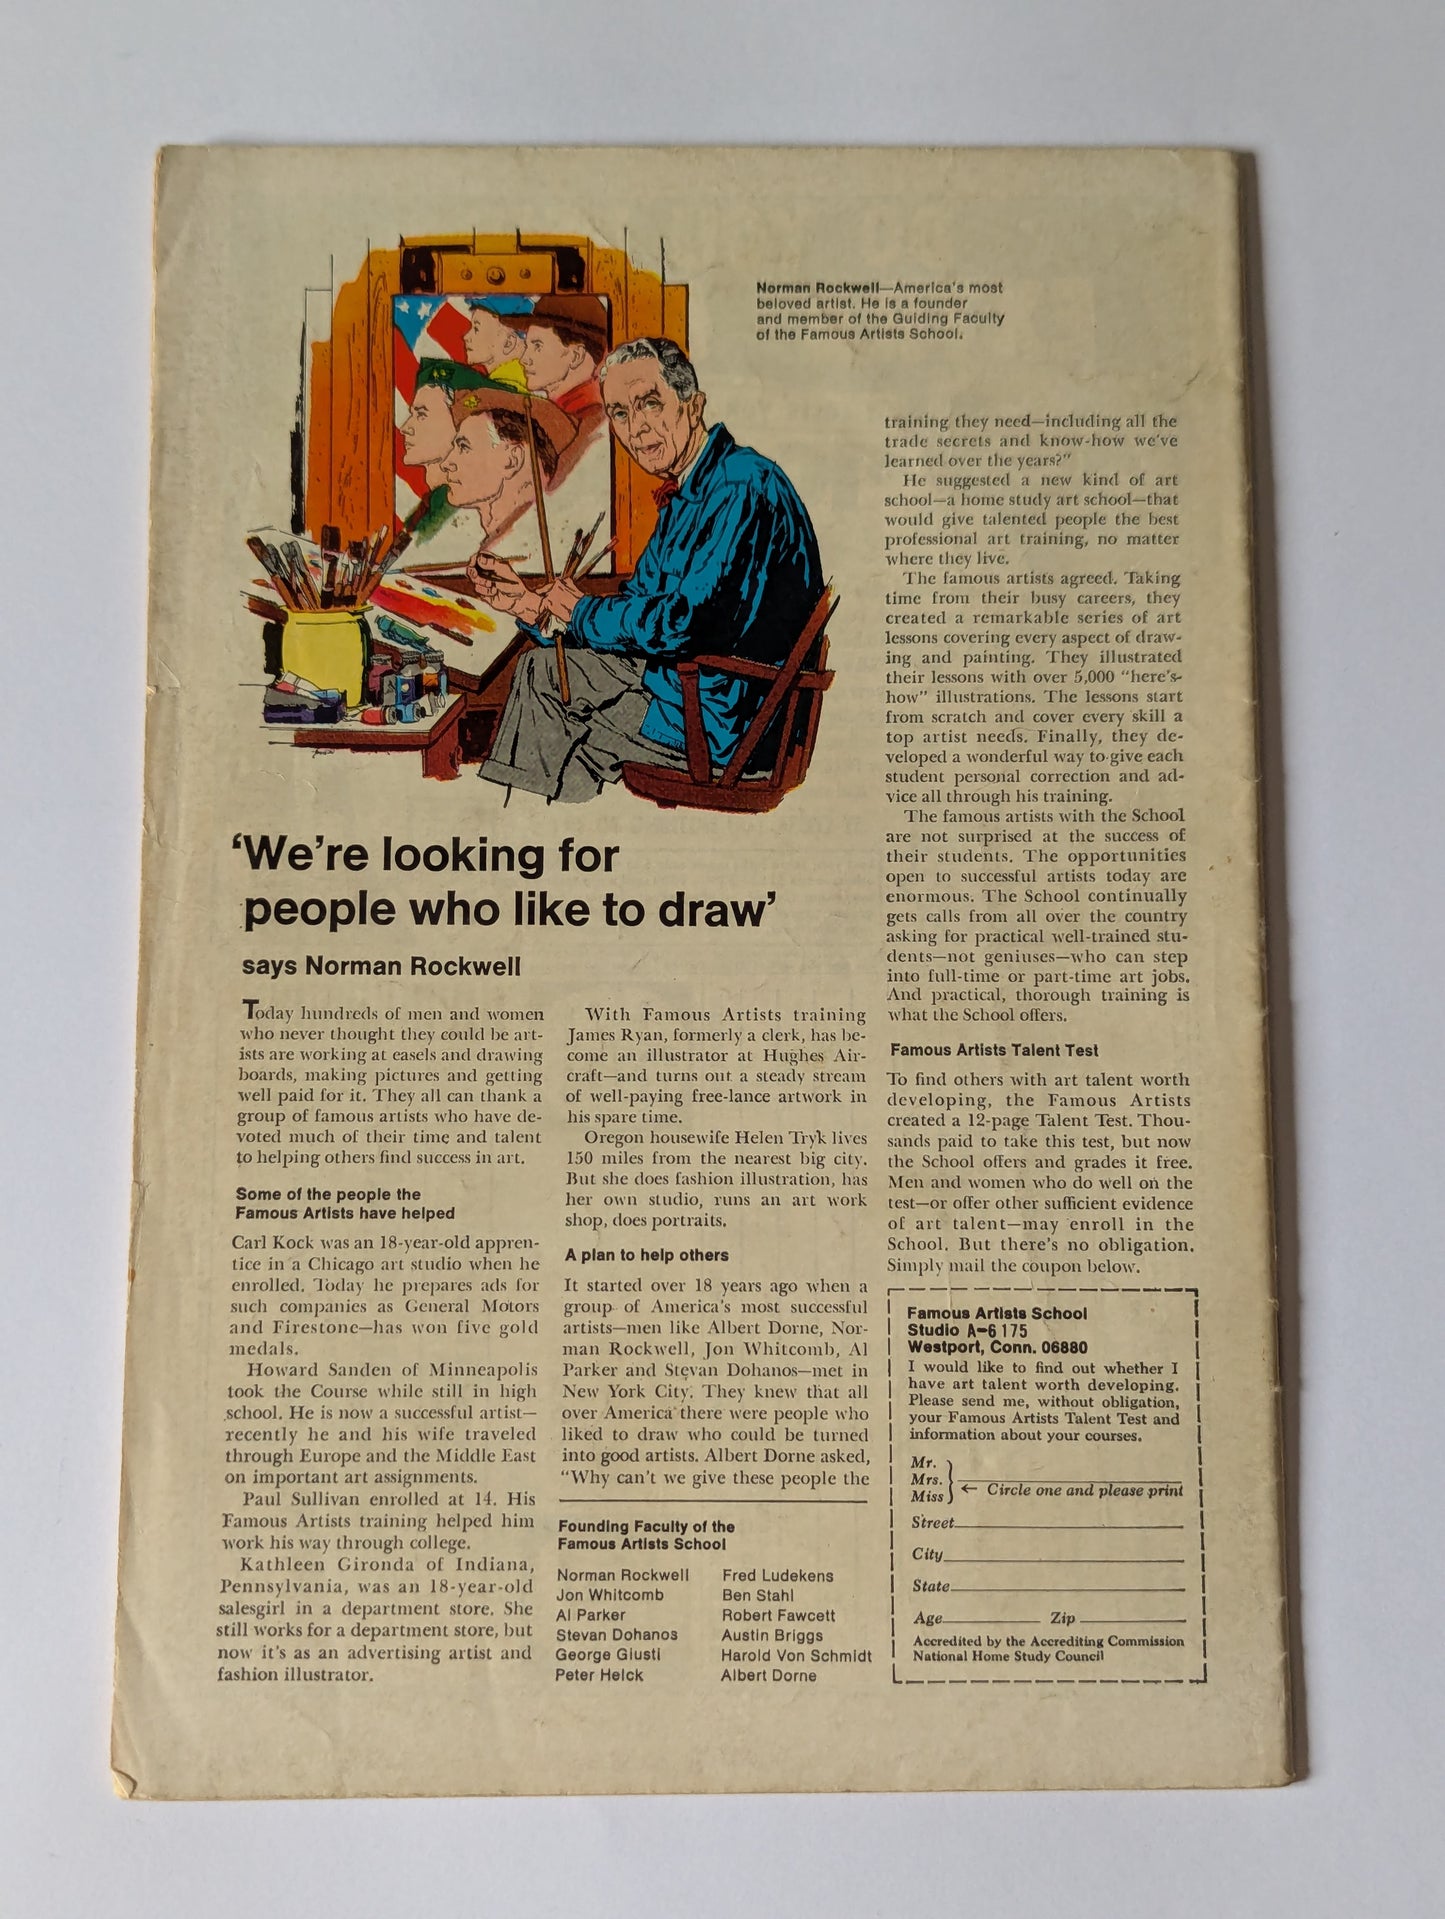 Norman Rockwell—America's most
beloved artist. He is a founder
and member of the Guiding Faculty
of the Famous Artists School.
'We're looking for
people who like to draw'
says Norman Rockwell
Today hundreds of men and women
who never thought they could be art-
ists are working at easels and drawing
boards, making pictures and getting
well paid for it. They all can thank a
group of famous artists who have de-
voted much of their time and talent
to helping others find success in art.
Some of the people the
Famous Artists have helped
Carl Kock was an 18-year-old appren-
tice in a Chicago art studio when he
enrolled. Today he prepares ads for
such companies as General Motors
and Firestone—has won five gold
medals.
Howard Sanden of Minneapolis
took the Course while still in high
school. He is now a successful artist—
recently he and his wife traveled
through Europe and the Middle East
on important art assignments.
Paul Sullivan enrolled at 14. His
Famous Artists training helped him
work his way through college.
Kathleen Gironda of Indiana,
Pennsylvania, was an 18-year-old
salesgirl in a department store. She
still works for a department store, but
now it's as an advertising artist and
fashion illustrator.
With Famous Artists training
James Ryan, formerly a clerk, has be-
come an illustrator at Hughes Air-
craft—and turns out a steady stream
of well-paying free-lance artwork in
his spare time.
Oregon housewife Helen Tryk lives
150 miles from the nearest big city.
But she does fashion illustration, has
her own studio, runs an art work
shop, does portraits.
A plan to help others
It started over 18 years ago when a
group of America's most successful
artists—men like Albert Dorne, Nor-
man Rockwell, Jon Whitcomb, Al
Parker and Stevan Dohanos—met in
New York City. They knew that all
over America there were people who
liked to draw who could be turned
into good artists. Albert Dorne asked,
"Why can't we give these people the
Founding Faculty of the
Famous Artists School
Norman Rockwell
Jon Whitcomb
Al Parker
Stevan Dohanos
George Giusti
Peter Helck
Fred Ludekens
Ben Stahl
Robert Fawcett
Austin Briggs
Harold Von Schmidt
Albert Dorne
training they need—including all the
trade secrets and know-how we've
learned over the years?"
He suggested a new kind of art
school—a home study art school—that
would give talented people the best
professional art training, no matter
where they live.
The famous artists agreed. Taking
time from their busy careers, they
created a remarkable series of art
lessons covering every aspect of draw-
ing and painting. They illustrated
their lessons with over 5,000 "here's-
how" illustrations. The lessons start
from scratch and cover every skill a
top artist needs. Finally, they de-
veloped a wonderful way to give each
student personal correction and ad-
vice all through his training.
The famous artists with the School
are not surprised at the success of
their students. The opportunities
open to successful artists today are
enormous. The School continually
gets calls from all over the country
asking for practical well-trained stu-
dents—not geniuses—who can step
into full-time or part-time art jobs.
And practical, thorough training is
what the School offers.
Famous Artists Talent Test
To find others with art talent worth
developing, the Famous Artists
created a 12-page Talent Test. Thou-
sands paid to take this test, but now
the School offers and grades it free.
Men and women who do well on the
test—or offer other sufficient evidence
of art talent—may enroll in the
School. But there's no obligation.
Simply mail the coupon below.
Famous Artists School
Studio A-6175
Westport, Conn. 06880
I would like to find out whether I
have art talent worth developing.
Please send me, without obligation,
your Famous Artists Talent Test and
information about your courses.
Mr.
Mrs.
Miss
← Circle one and please print
Street
City
State
Age Zip
Accredited by the Accrediting Commission
National Home Study Council